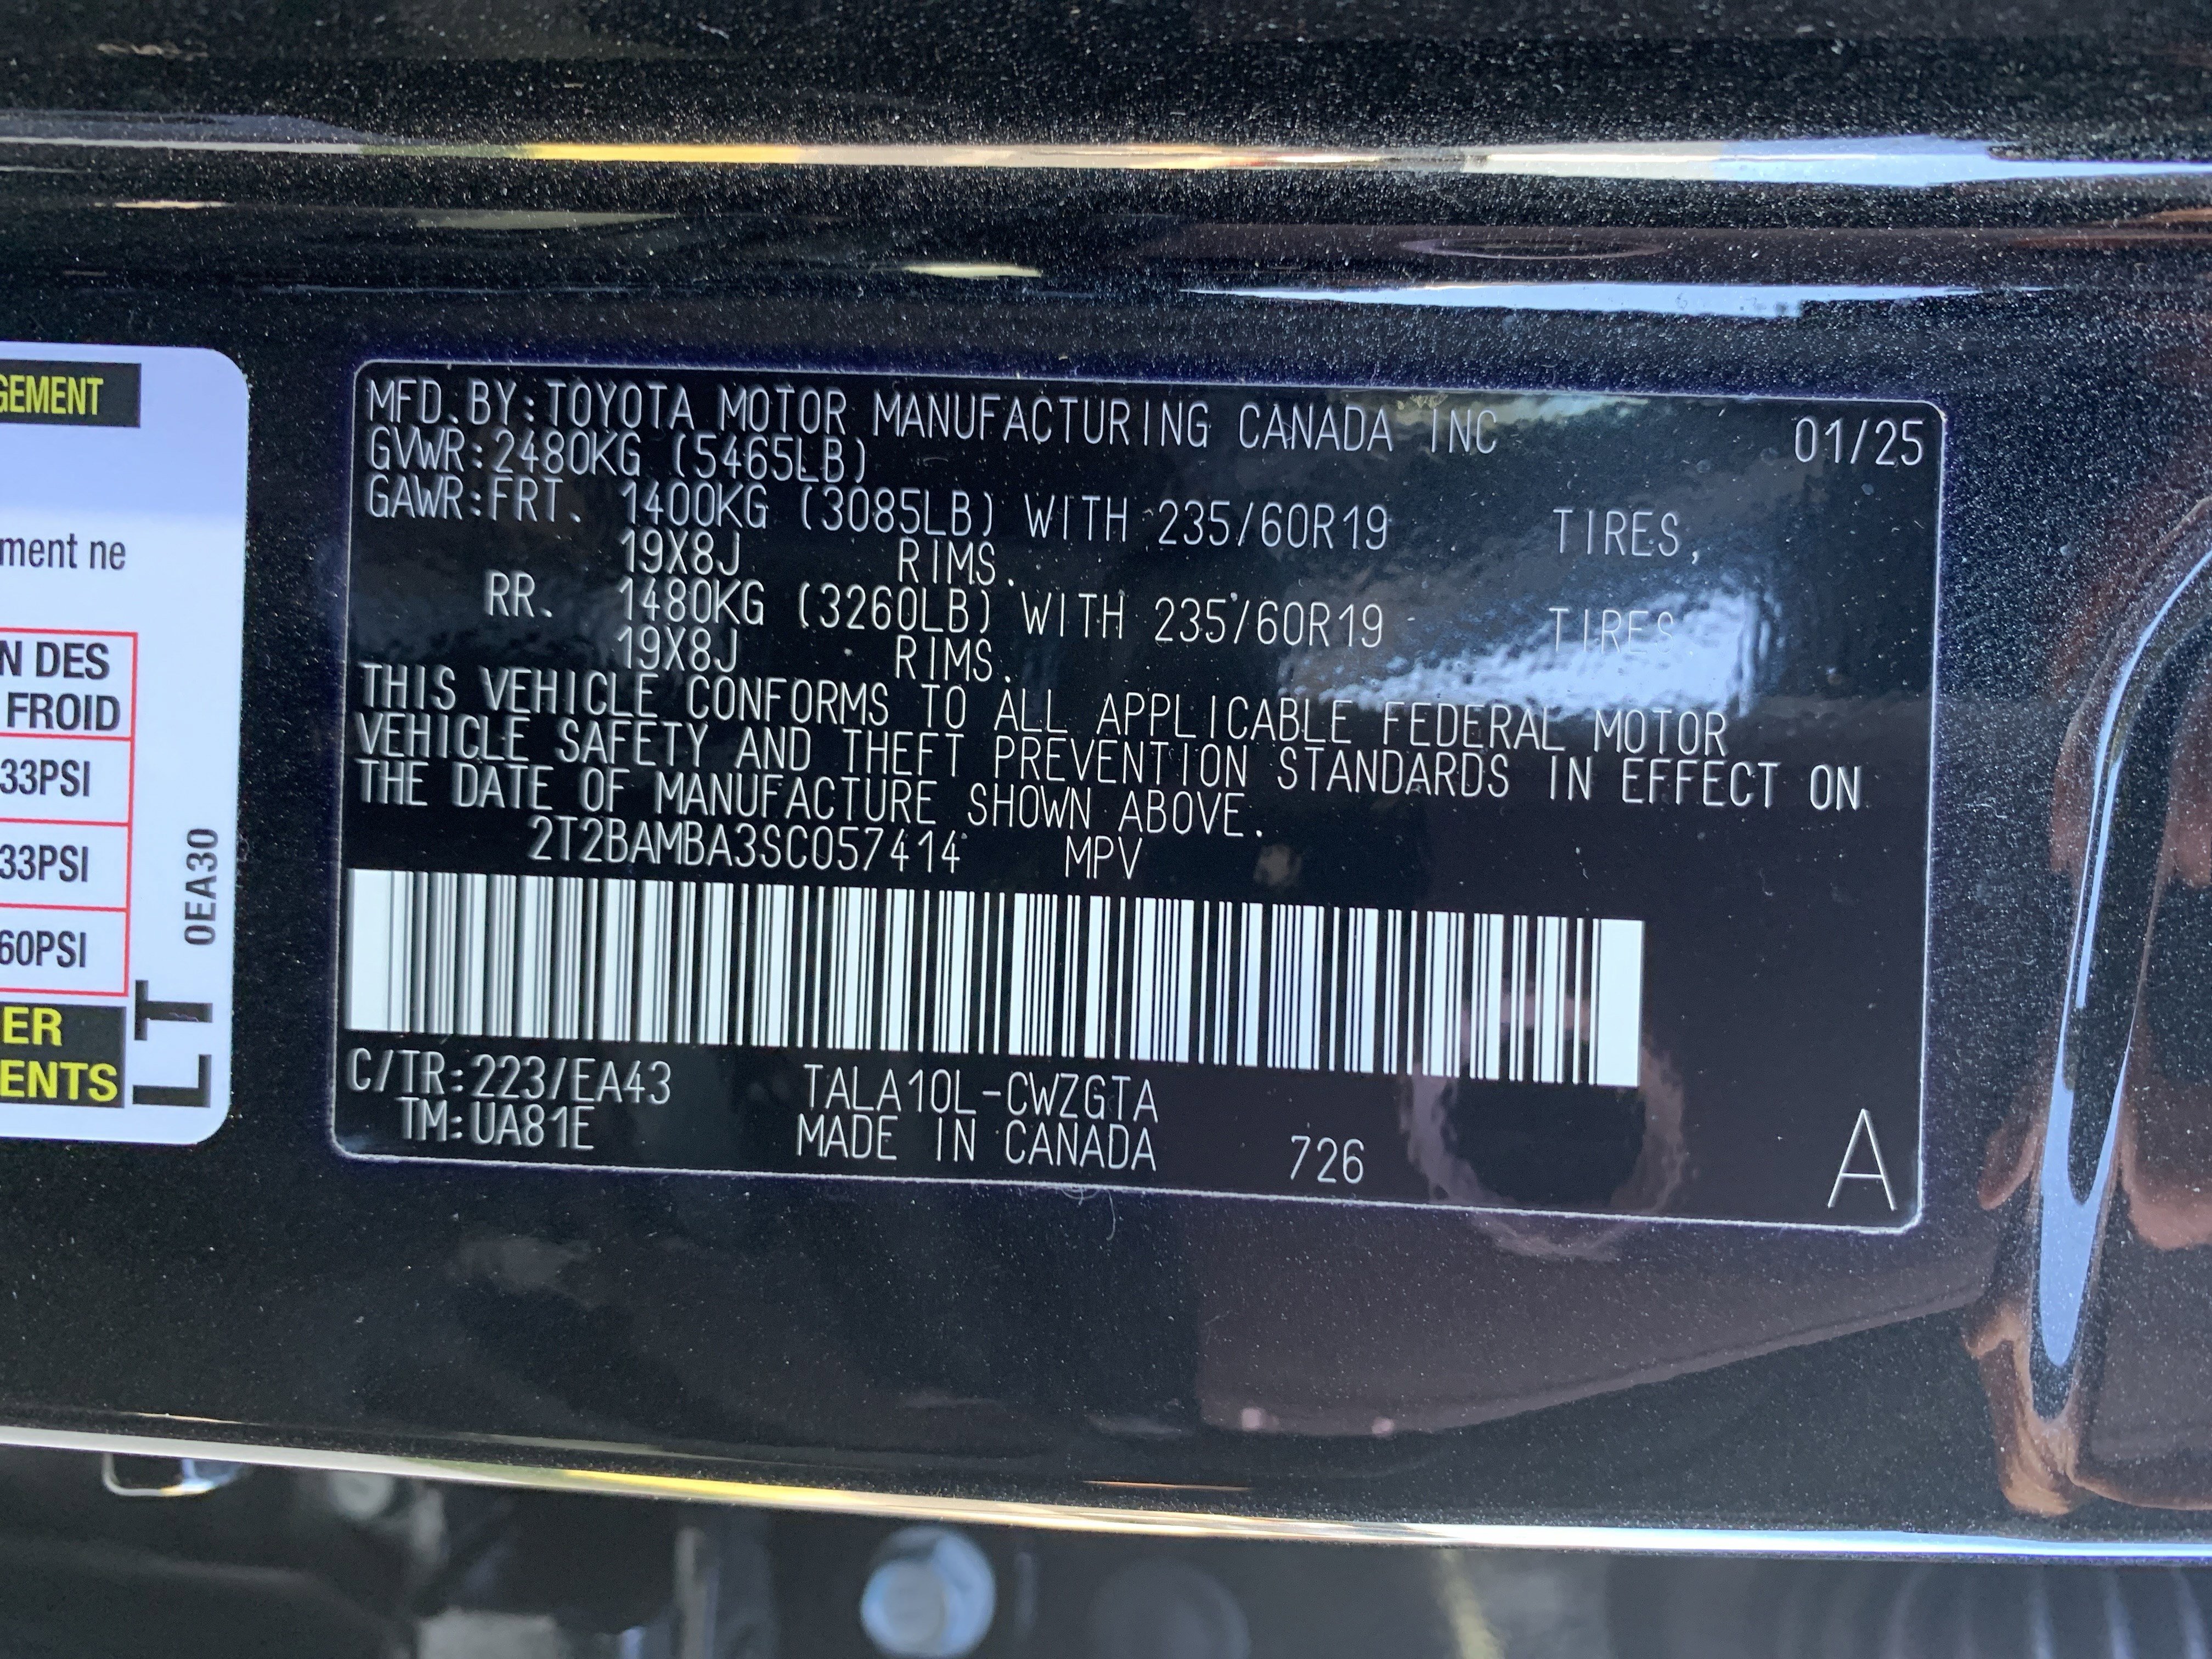 GEMENT
ment ne
N DES
FROID
33PSI
33PSI
60PSI
ER
ENTS
0EA30
LT
MFD.BY:TOYOTA MOTOR MANUFACTURING CANADA INC 01/25
GVWR:2480KG (5465LB)
GAWR:FRT. 1400KG (3085LB) WITH 235/60R19 TIRES,
19X8J RIMS.
RR. 1480KG (3260LB) WITH 235/60R19 TIRES
19X8J RIMS.
THIS VEHICLE CONFORMS TO ALL APPLICABLE FEDERAL MOTOR
VEHICLE SAFETY AND THEFT PREVENTION STANDARDS IN EFFECT ON
THE DATE OF MANUFACTURE SHOWN ABOVE.
2T2BAMBA3SC057414 MPV
C/TR:223/EA43 TALA10L-CWZGTA
TM:UA81E MADE IN CANADA 726
A